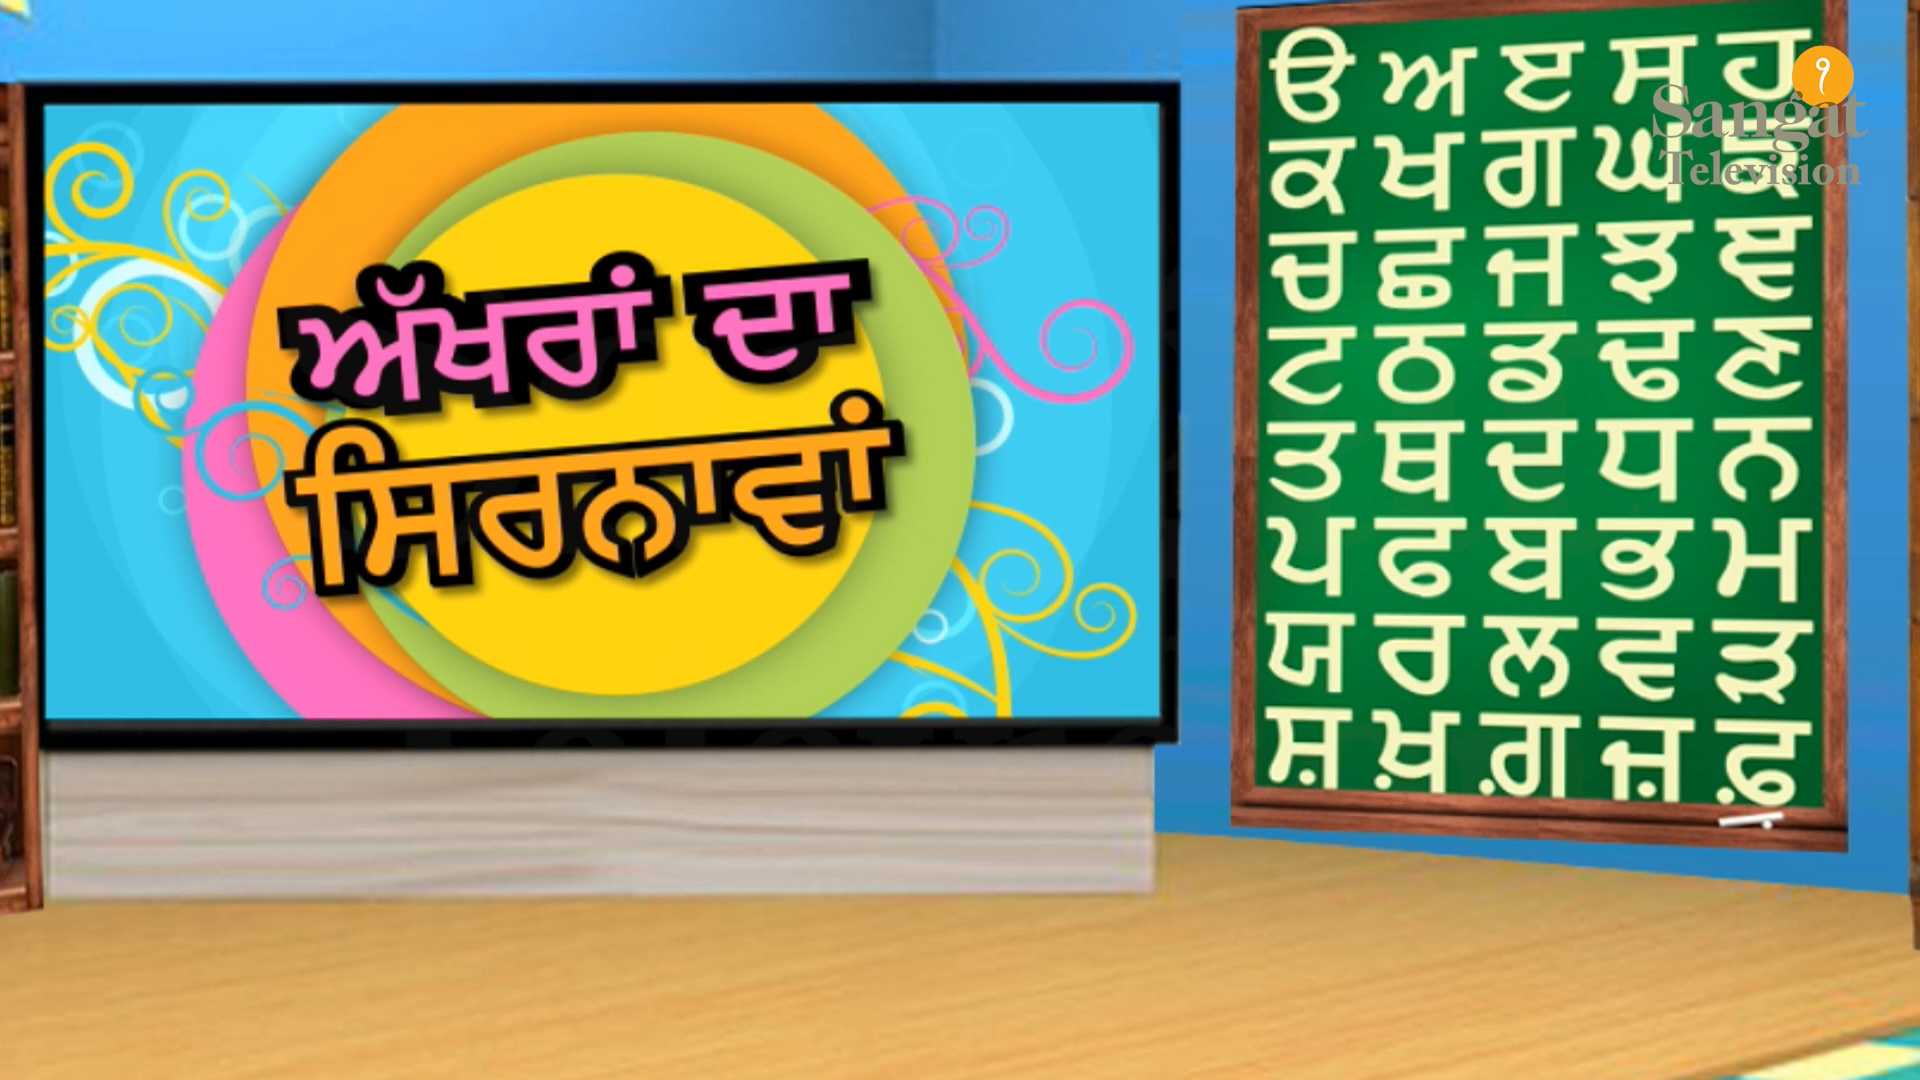 ਅੱਖਰਾਂ ਦਾ
ਸਿਰਨਾਵਾਂ
ੳ ਅ ੲ ਸ ਹ
ਕ ਖ ਗ ਘ ਙ
ਚ ਛ ਜ ਝ ਞ
ਟ ਠ ਡ ਢ ਣ
ਤ ਥ ਦ ਧ ਨ
ਪ ਫ ਬ ਭ ਮ
ਯ ਰ ਲ ਵ ੜ
ਸ਼ ਖ਼ ਗ਼ ਜ਼ ਫ਼
Sangat
Television